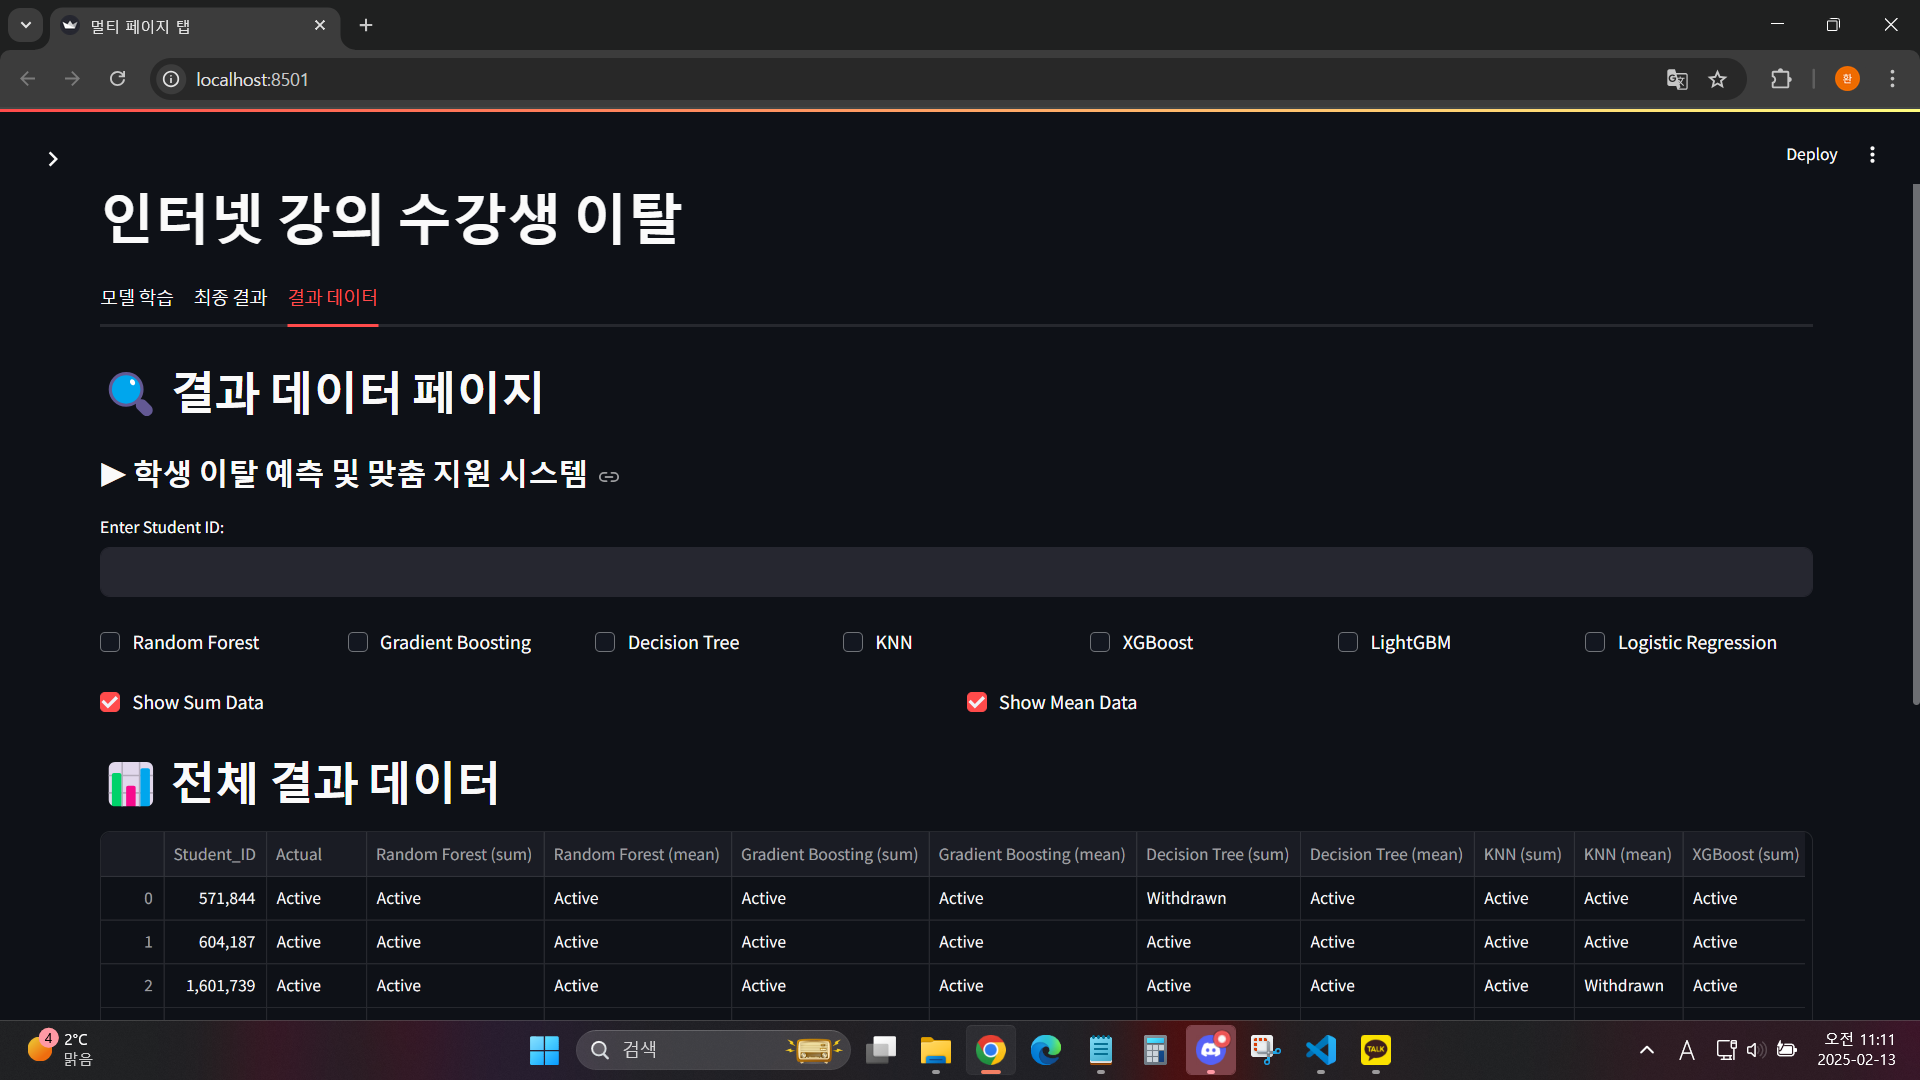 멀티 페이지 탭
localhost:8501
환
Deploy
인터넷 강의 수강생 이탈
모델 학습 최종 결과 결과 데이터
결과 데이터 페이지
▶ 학생 이탈 예측 및 맞춤 지원 시스템
Enter Student ID:
Random Forest Gradient Boosting Decision Tree KNN XGBoost LightGBM Logistic Regression
Show Sum Data Show Mean Data
전체 결과 데이터
Student_ID Actual Random Forest (sum) Random Forest (mean) Gradient Boosting (sum) Gradient Boosting (mean) Decision Tree (sum) Decision Tree (mean) KNN (sum) KNN (mean) XGBoost (sum)
0 571,844 Active Active Active Active Active Withdrawn Active Active Active Active
1 604,187 Active Active Active Active Active Active Active Active Active Active
2 1,601,739 Active Active Active Active Active Active Active Active Withdrawn Active
4 2°C
맑음
검색
TALK
A
오전 11:11
2025-02-13